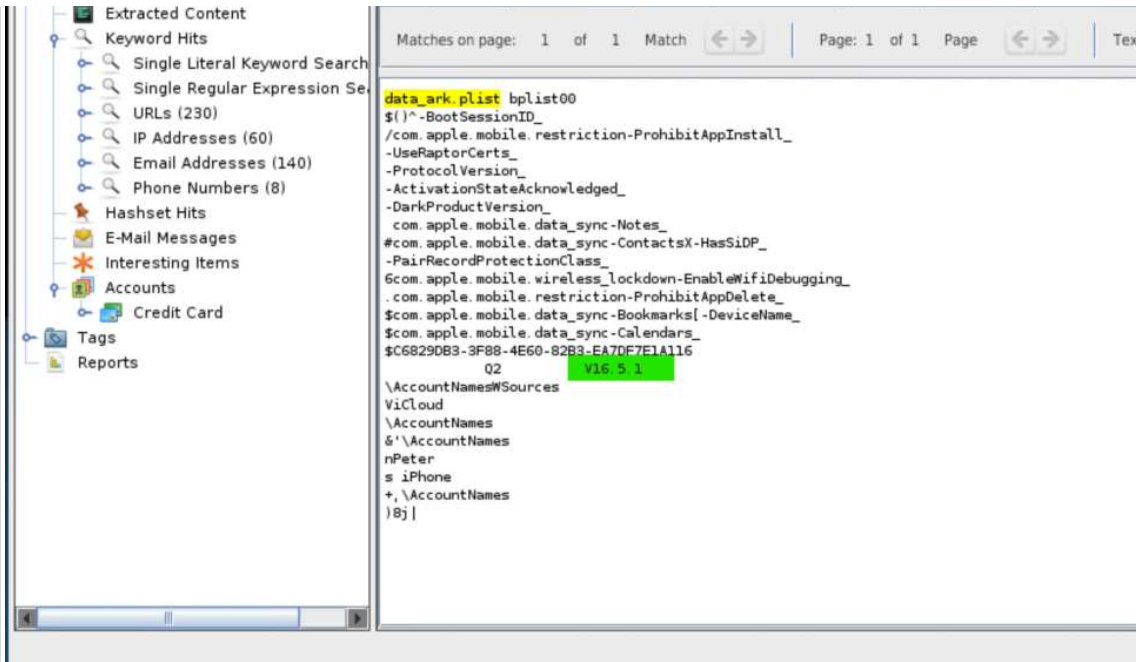 Extracted Content
Keyword Hits
Single Literal Keyword Search
Single Regular Expression Se
URLs (230)
IP Addresses (60)
Email Addresses (140)
Phone Numbers (8)
Hashset Hits
E-Mail Messages
Interesting Items
Accounts
Credit Card
Tags
Reports
Matches on page: 1 of 1 Match
Page: 1 of 1 Page
Tex
data_ark.plist bplist00
$()^-BootSessionID_
/com.apple.mobile.restriction-ProhibitAppInstall_
-UseRaptorCerts_
-ProtocolVersion_
-ActivationStateAcknowledged_
-DarkProductVersion_
com.apple.mobile.data_sync-Notes_
#com.apple.mobile.data_sync-ContactsX-HasSiDP_
-PairRecordProtectionClass_
6com.apple.mobile.wireless_lockdown-EnableWifiDebugging_
.com.apple.mobile.restriction-ProhibitAppDelete_
$com.apple.mobile.data_sync-Bookmarks[-DeviceName_
$com.apple.mobile.data_sync-Calendars_
$C6829DB3-3F88-4E60-82B3-EA7DF7E1A116
Q2 V16.5.1
\AccountNamesWSources
ViCloud
\AccountNames
&'\AccountNames
nPeter
s iPhone
+,\AccountNames
)8j|